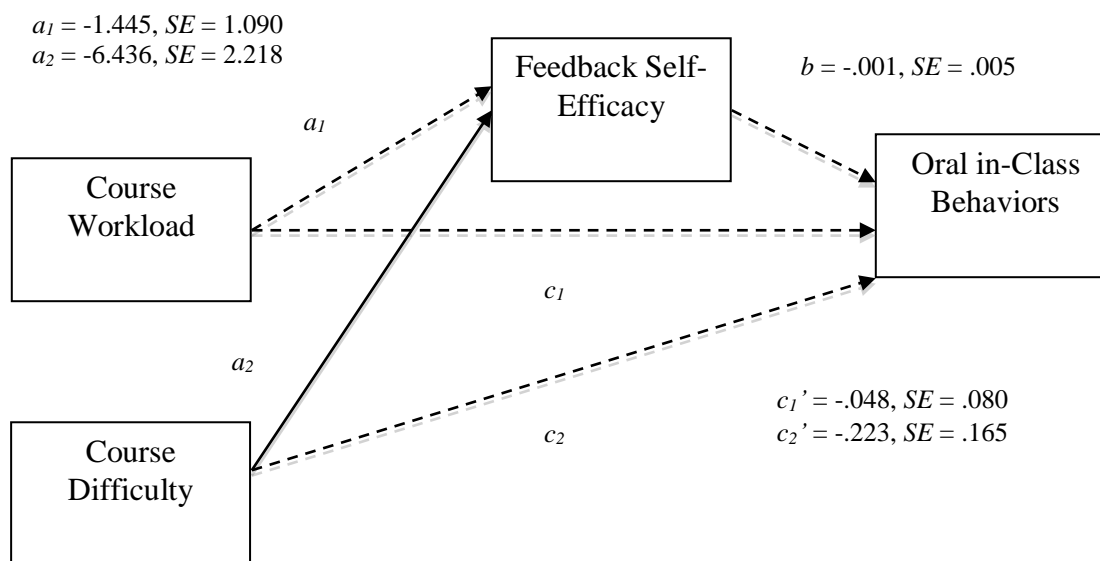 a1 = -1.445, SE = 1.090
a2 = -6.436, SE = 2.218
Feedback Self-
Efficacy
b = -.001, SE = .005
a1
Course
Workload
Oral in-Class
Behaviors
c1
a2
c1’ = -.048, SE = .080
c2’ = -.223, SE = .165
c2
Course
Difficulty